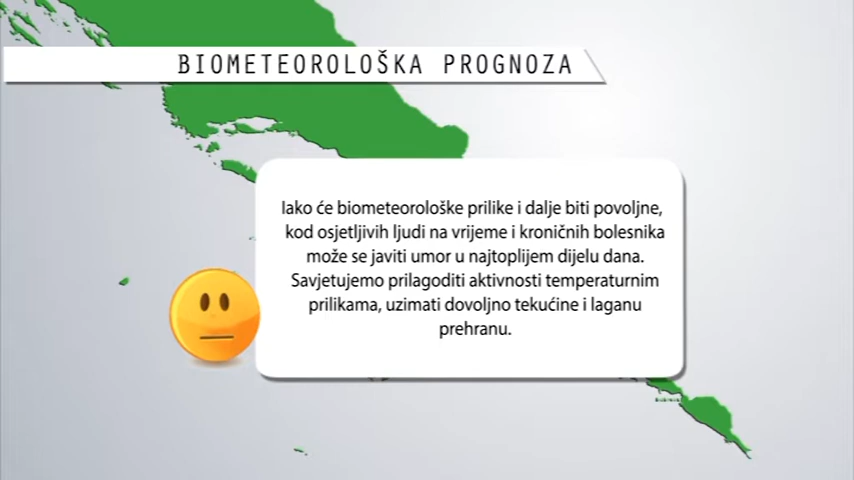 BIOMETEOROLOŠKA PROGNOZA
Iako će biometeorološke prilike i dalje biti povoljne,
kod osjetljivih ljudi na vrijeme i kroničnih bolesnika
može se javiti umor u najtoplijem dijelu dana.
Savjetujemo prilagoditi aktivnosti temperaturnim
prilikama, uzimati dovoljno tekućine i laganu
prehranu.